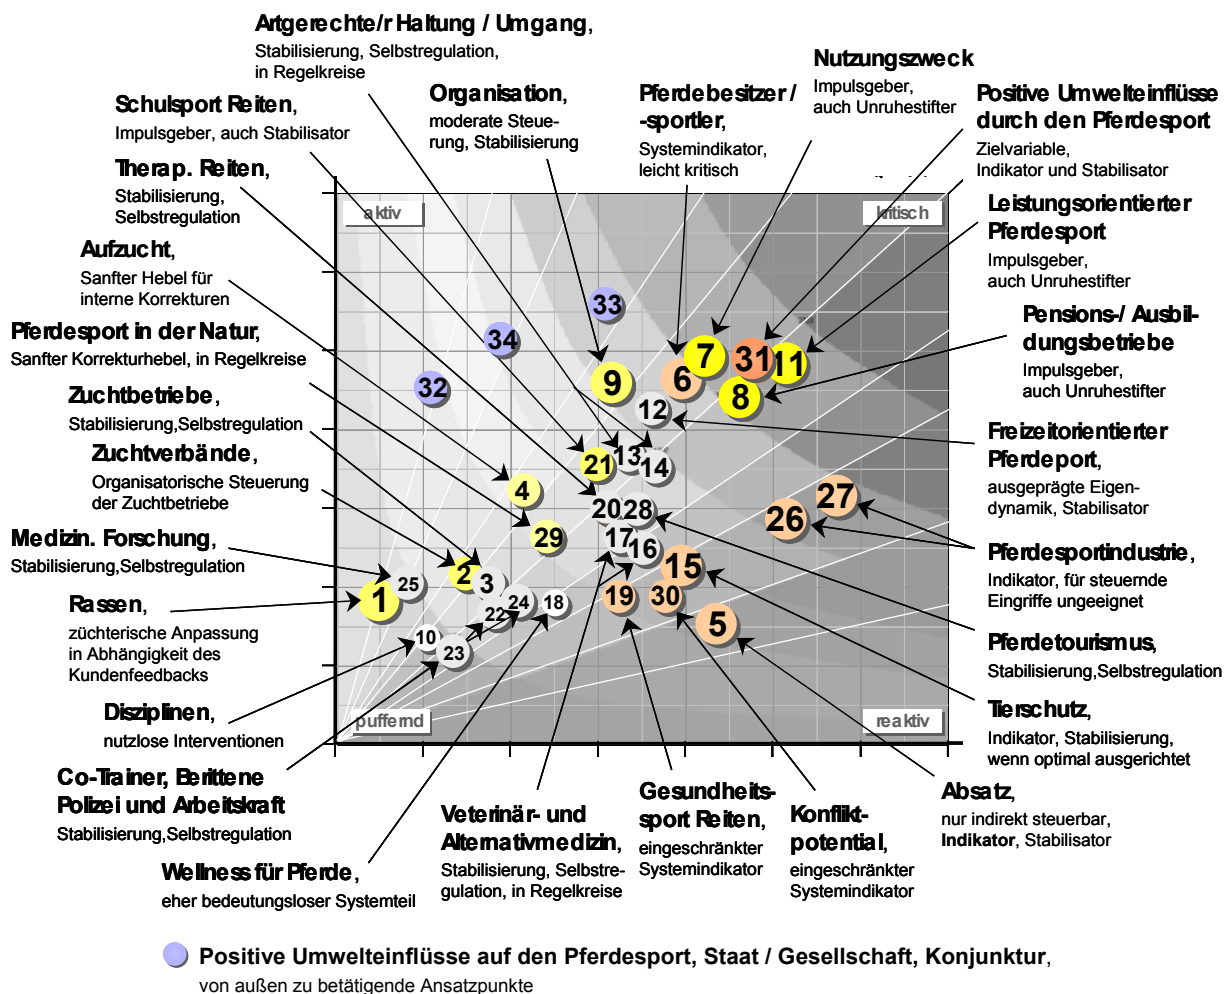 Artgerechte/r Haltung / Umgang,
Stabilisierung, Selbstregulation,
in Regelkreise
Nutzungszweck
Impulsgeber,
auch Unruhestifter
Organisation,
moderate Steue-
rung, Stabilisierung
Pferdebesitzer /
-sportler,
Systemindikator,
leicht kritisch
Positive Umwelteinflüsse
durch den Pferdesport
Zielvariable,
Indikator und Stabilisator
Schulsport Reiten,
Impulsgeber, auch Stabilisator
Therap. Reiten,
Stabilisierung,
Selbstregulation
Leistungsorientierter
Pferdesport
Impulsgeber,
auch Unruhestifter
Aufzucht,
Sanfter Hebel für
interne Korrekturen
Pensions-/ Ausbil-
dungsbetriebe
Impulsgeber,
auch Unruhestifter
Pferdesport in der Natur,
Sanfter Korrekturhebel, in Regelkreise
Zuchtbetriebe,
Stabilisierung,Selbstregulation
Freizeitorientierter
Pferdeport,
ausgeprägte Eigen-
dynamik, Stabilisator
Zuchtverbände,
Organisatorische Steuerung
der Zuchtbetriebe
Medizin. Forschung,
Stabilisierung,Selbstregulation
Pferdesportindustrie,
Indikator, für steuernde
Eingriffe ungeeignet
Rassen,
züchterische Anpassung
in Abhängigkeit des
Kundenfeedbacks
Pferdetourismus,
Stabilisierung,Selbstregulation
Disziplinen,
nutzlose Interventionen
Tierschutz,
Indikator, Stabilisierung,
wenn optimal ausgerichtet
Co-Trainer, Berittene
Polizei und Arbeitskraft
Stabilisierung,Selbstregulation
Wellness für Pferde,
eher bedeutungsloser Systemteil
Veterinär- und
Alternativmedizin,
Stabilisierung, Selbstre-
gulation, in Regelkreise
Gesundheits-
sport Reiten,
eingeschränkter
Systemindikator
Konflikt-
potential,
eingeschränkter
Systemindikator
Absatz,
nur indirekt steuerbar,
Indikator, Stabilisator
aktiv
kritisch
33
34
32
7
31
11
6
9
8
12
13
14
21
4
27
26
20
28
29
17
16
15
2
3
25
1
19
30
5
24
18
22
10
23
puffernd
reaktiv
Positive Umwelteinflüsse auf den Pferdesport, Staat / Gesellschaft, Konjunktur,
von außen zu betätigende Ansatzpunkte